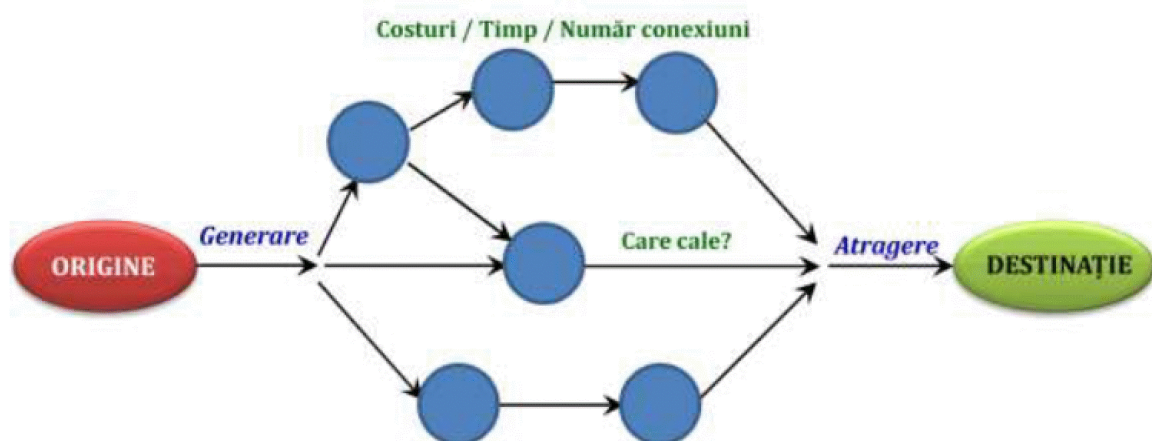 Costuri / Timp / Număr conexiuni
Generare
Care cale?
Atragere
ORIGINE
DESTINAȚIE